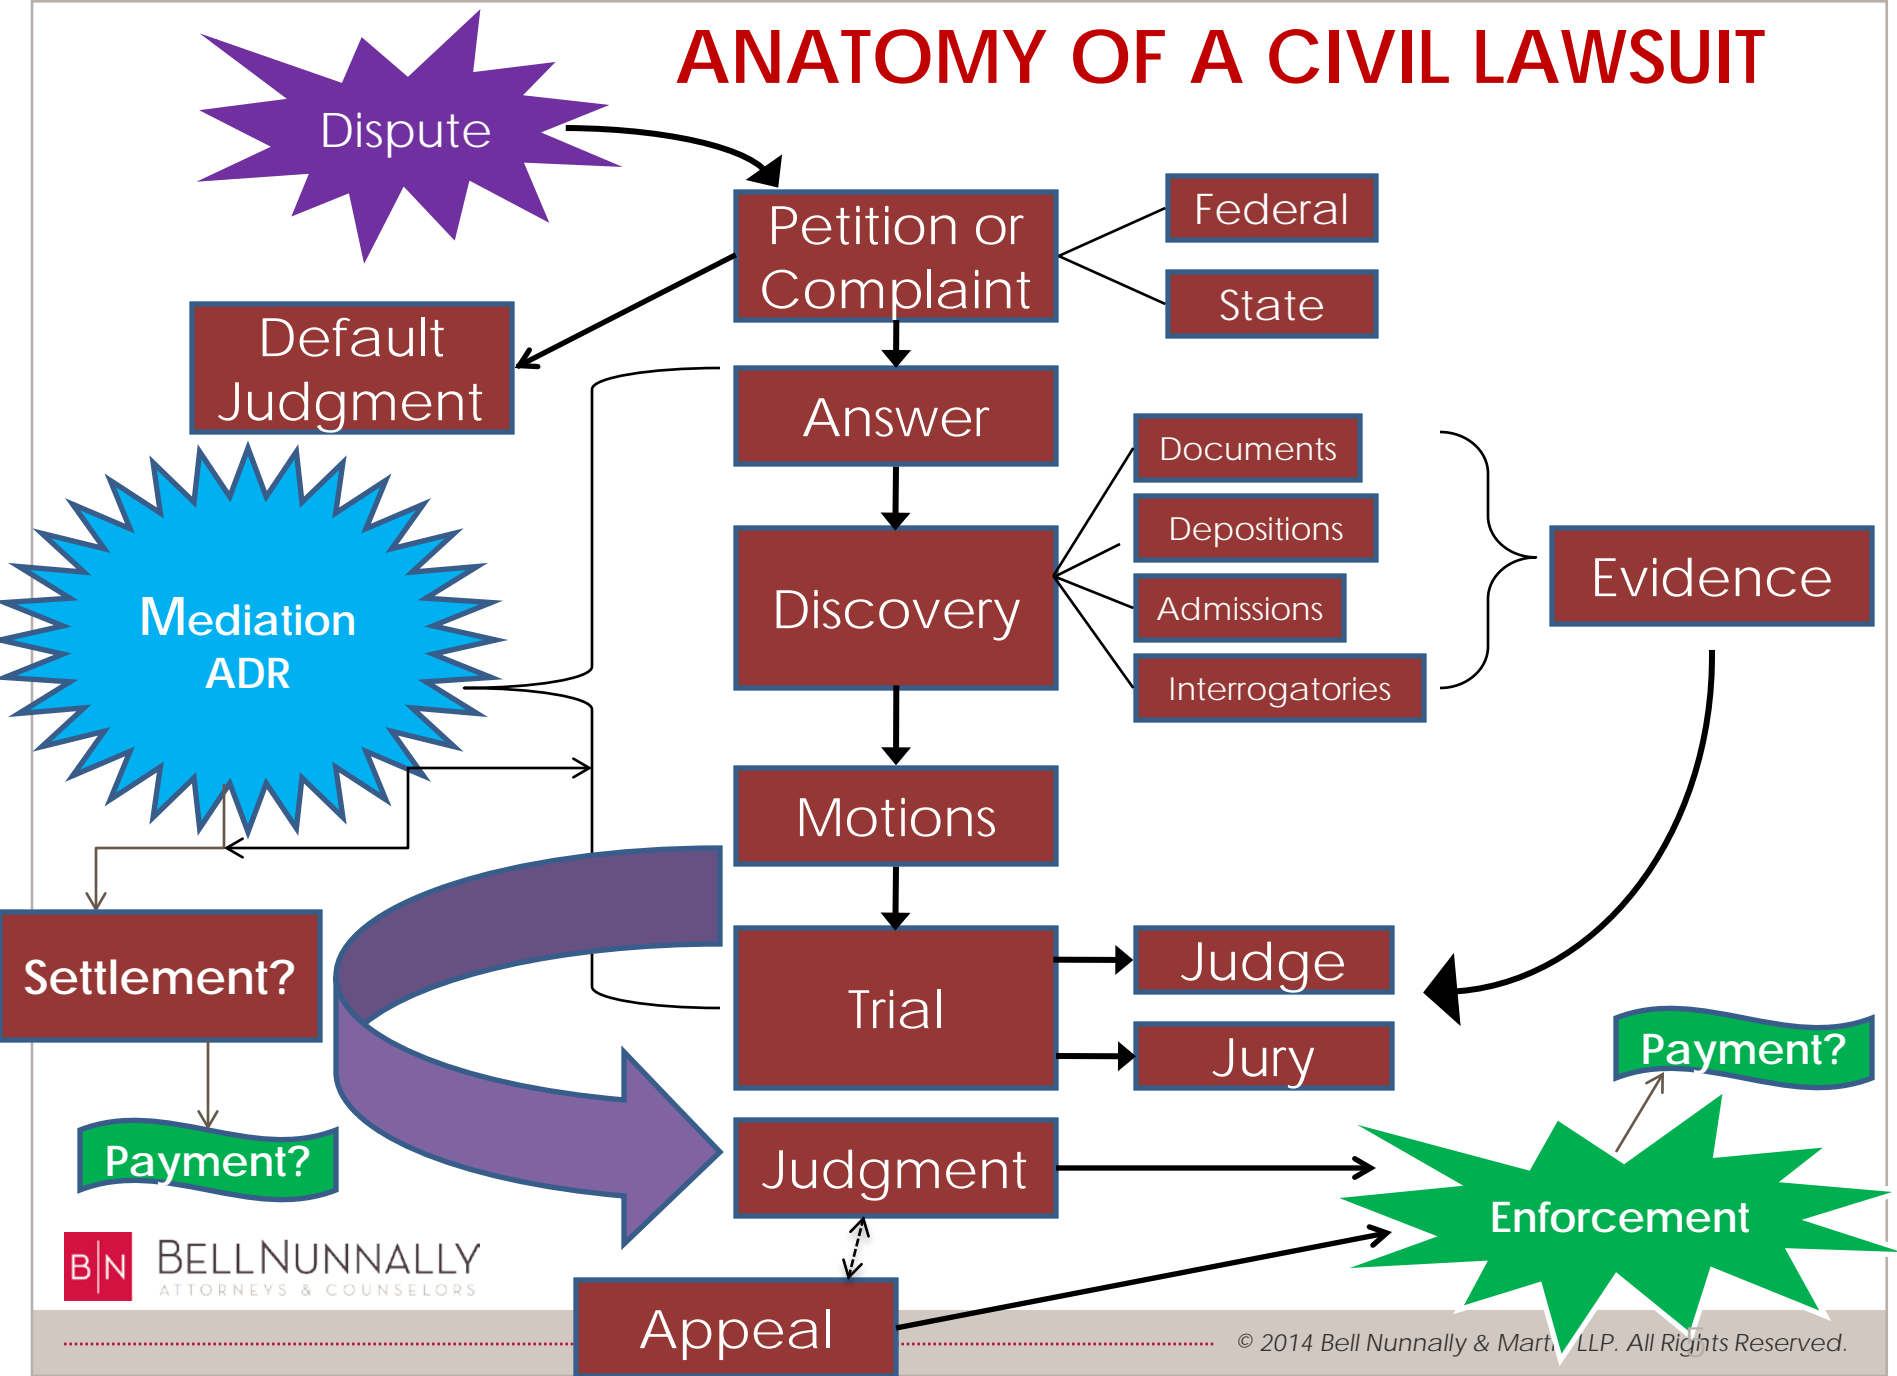 ANATOMY OF A CIVIL LAWSUIT
Dispute
Petition or
Complaint
Federal
State
Default
Judgment
Answer
Documents
Depositions
Admissions
Interrogatories
Discovery
Evidence
Mediation
ADR
Motions
Settlement?
Trial
Judge
Jury
Payment?
Payment?
Judgment
Enforcement
Appeal
B|N
BELLNUNNALLY
ATTORNEYS & COUNSELORS
© 2014 Bell Nunnally & LLP. All Rights Reserved.
5